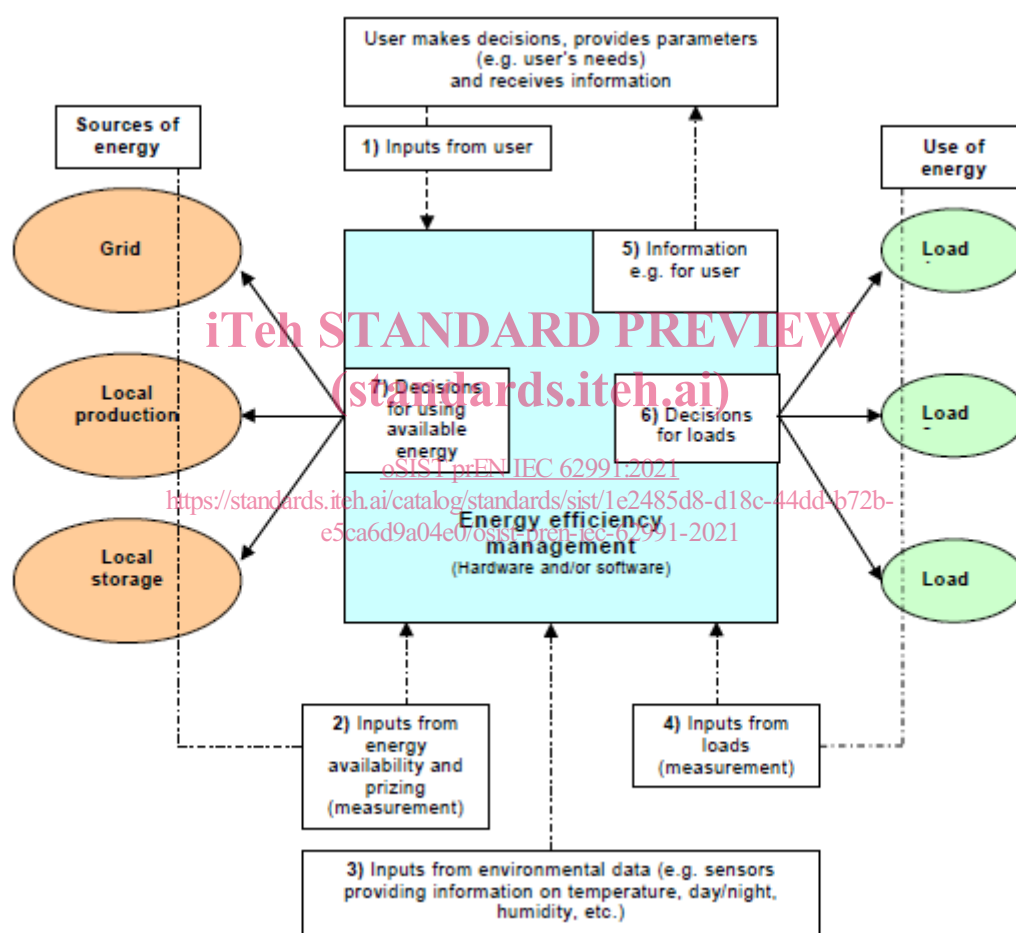 User makes decisions, provides parameters
(e.g. user's needs)
and receives information
Sources of
energy
1) Inputs from user
Use of
energy
Grid
5) Information
e.g. for user
Load
iTeh STANDARD PREVIEW
(standards.iteh.ai)
Local
production
7) Decisions
for using
available
energy
6) Decisions
for loads
Load
oSIST prEN IEC 62991:2021
https://standards.iteh.ai/catalog/standards/sist/1e2485d8-d18c-44dd-b72b-
e5ca6d9a04e0/osist-pren-iec-62991-2021
Energy efficiency
management
(Hardware and/or software)
Local
storage
Load
2) Inputs from
energy
availability and
prizing
(measurement)
4) Inputs from
loads
(measurement)
3) Inputs from environmental data (e.g. sensors
providing information on temperature, day/night,
humidity, etc.)